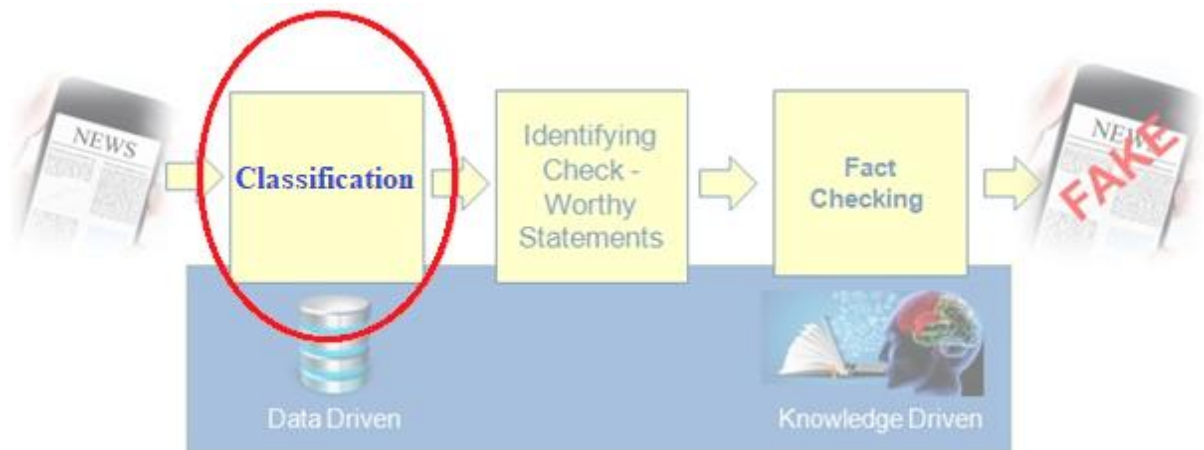 NEWS
Classification
Identifying
Check -
Worthy
Statements
Fact
Checking
NEWS
FAKE
Data Driven
Knowledge Driven